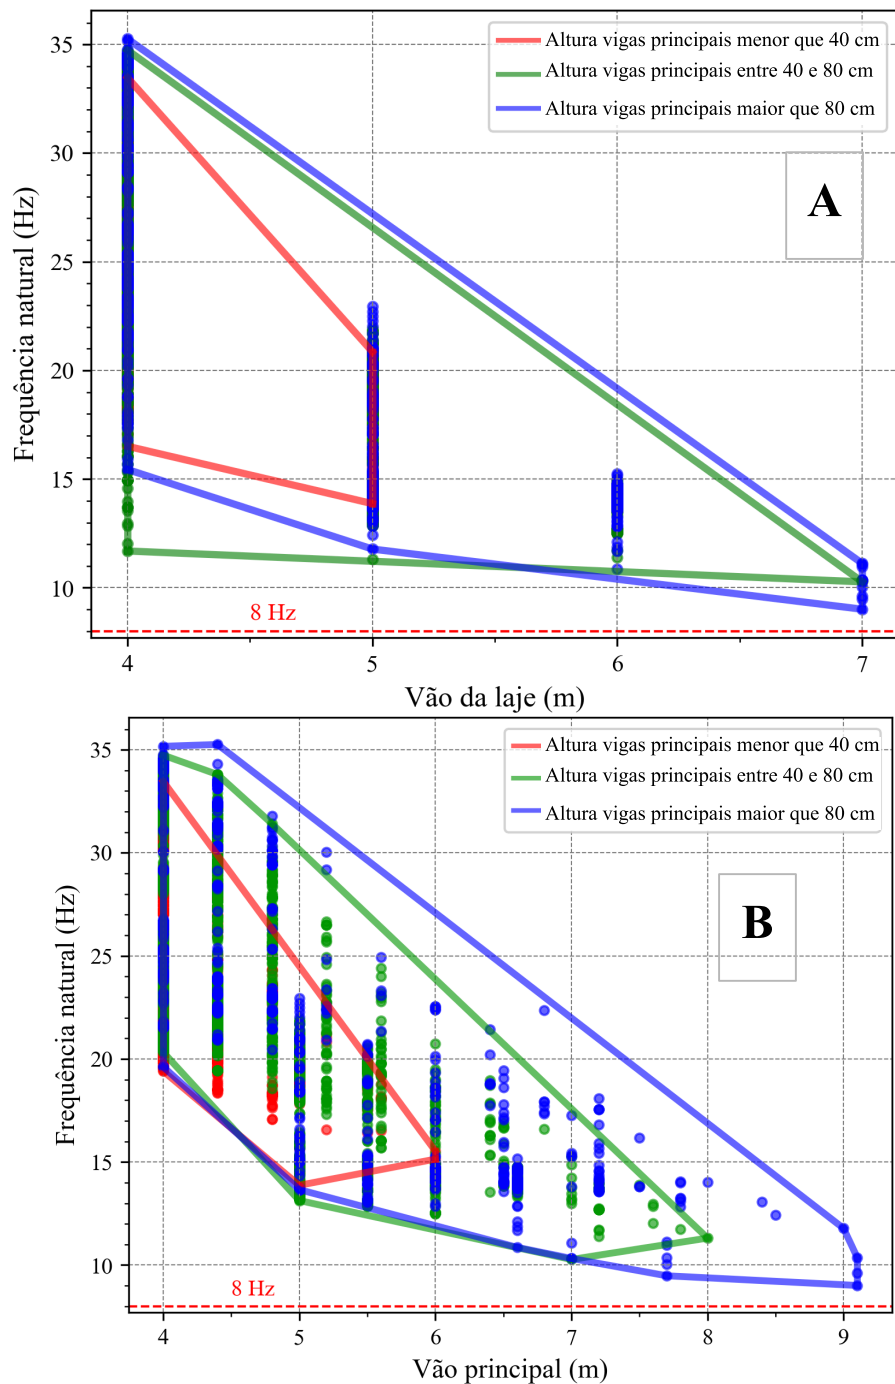 Altura vigas principais menor que 40 cm
Altura vigas principais entre 40 e 80 cm
Altura vigas principais maior que 80 cm
A
Frequência natural (Hz)
35
30
25
20
15
10
8 Hz
4 5 6 7
Vão da laje (m)
Altura vigas principais menor que 40 cm
Altura vigas principais entre 40 e 80 cm
Altura vigas principais maior que 80 cm
B
Frequência natural (Hz)
35
30
25
20
15
10
8 Hz
4 5 6 7 8 9
Vão principal (m)